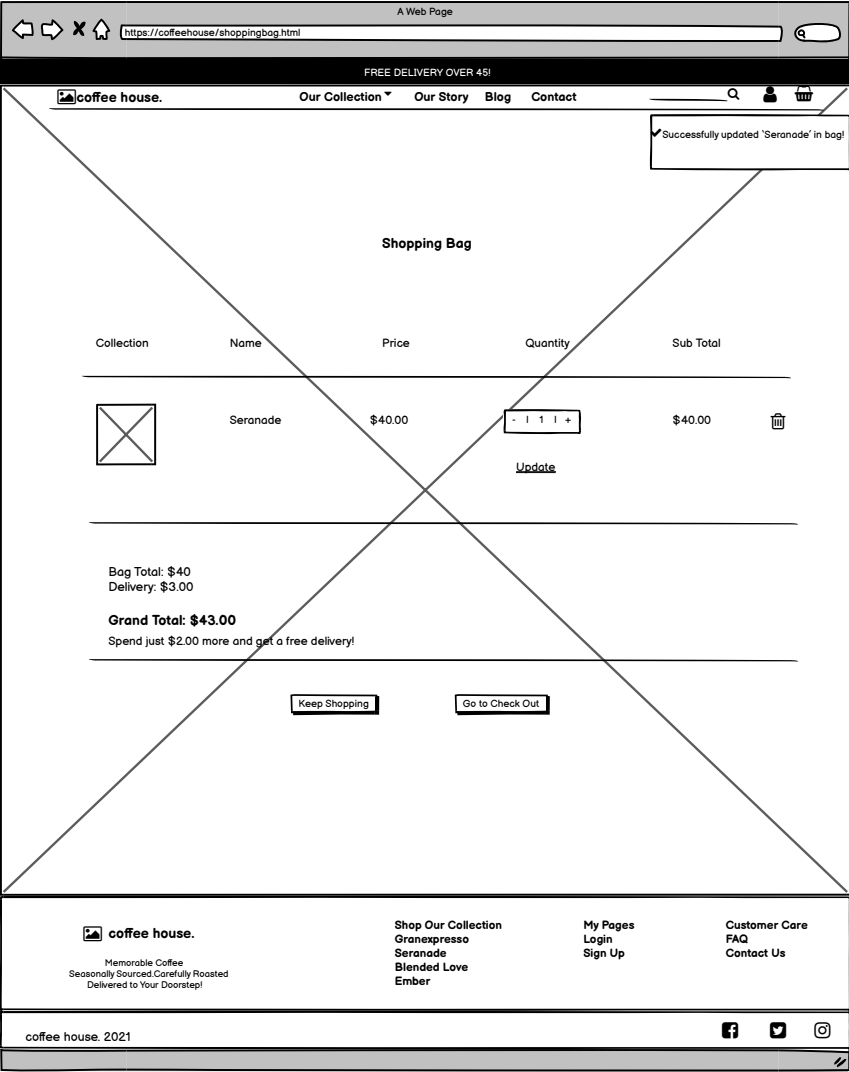 A Web Page
https://coffeehouse/shoppingbag.html
FREE DELIVERY OVER 45!
coffee house. Our Collection Our Story Blog Contact
Successfully updated 'Seranade' in bag!
Shopping Bag
Collection Name Price Quantity Sub Total
Seranade $40.00 - | 1 | + $40.00
Update
Bag Total: $40
Delivery: $3.00
Grand Total: $43.00
Spend just $2.00 more and get a free delivery!
Keep Shopping Go to Check Out
coffee house.
Memorable Coffee
Seasonally Sourced.Carefully Roasted
Delivered to Your Doorstep!
Shop Our Collection
Granexpresso
Seranade
Blended Love
Ember
My Pages
Login
Sign Up
Customer Care
FAQ
Contact Us
coffee house. 2021